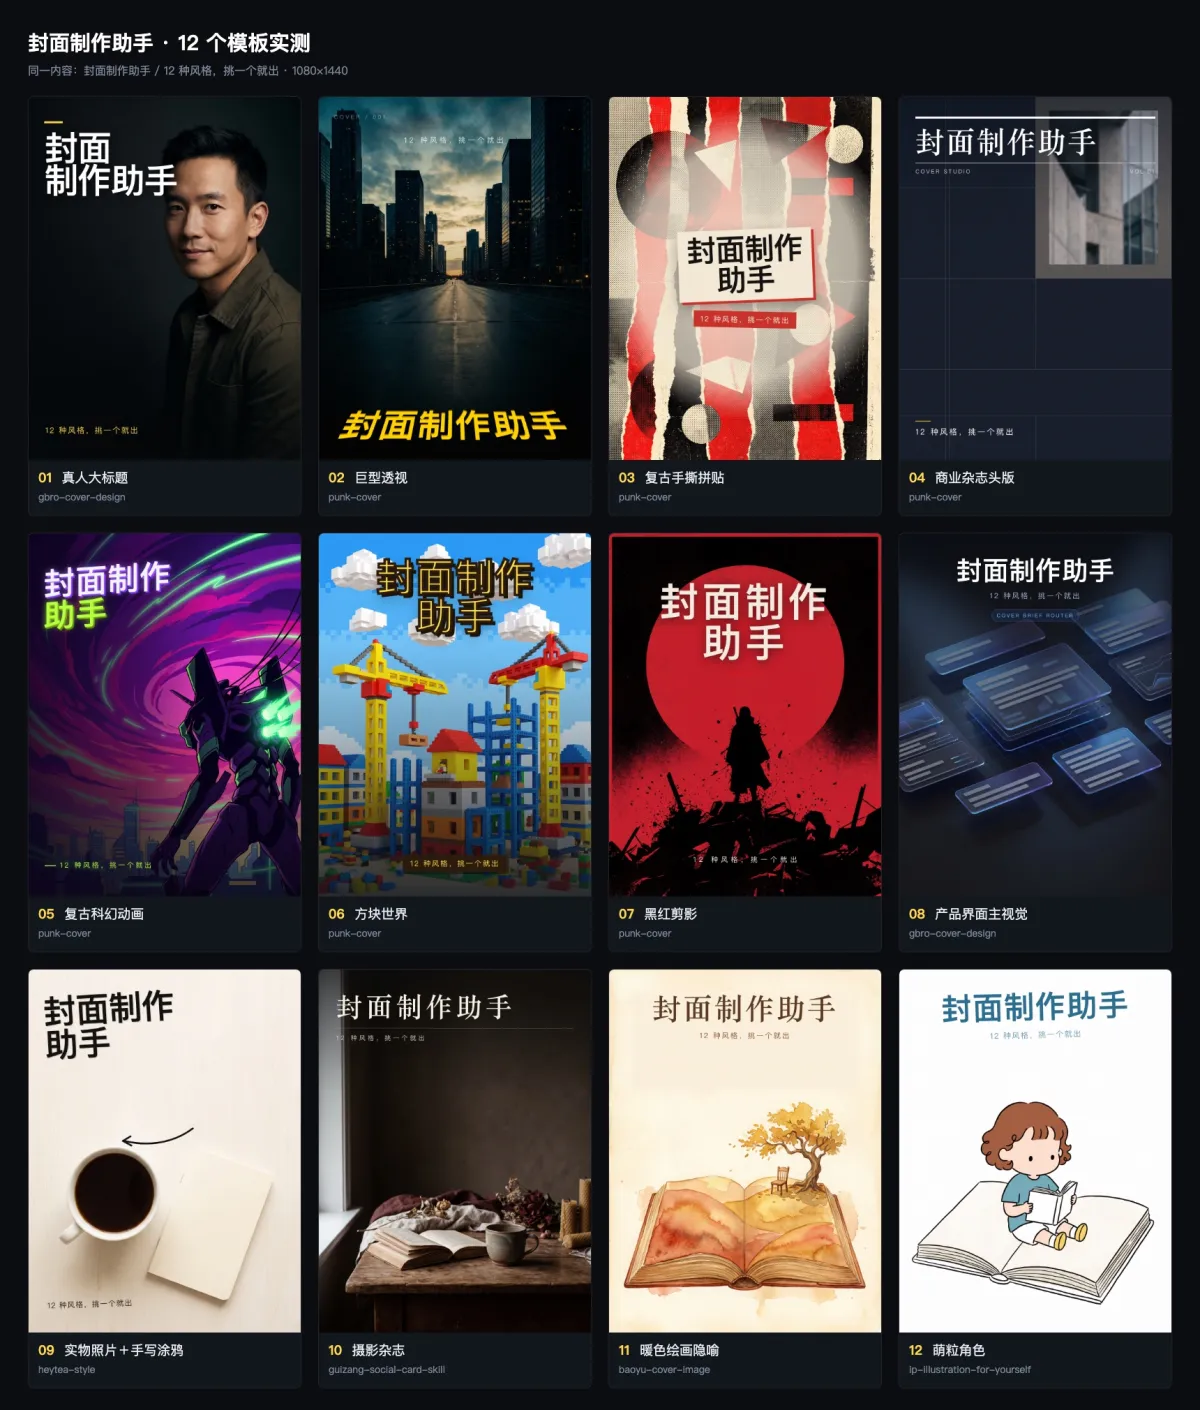 封面制作助手 · 12 个模板实测
同一内容：封面制作助手 / 12 种风格，挑一个就出 · 1080×1440
封面
制作助手
12 种风格，挑一个就出
01 真人大标题
gbro-cover-design
12 种风格，挑一个就出
封面制作助手
02 巨型透视
punk-cover
封面制作
助手
12 种风格，挑一个就出
03 复古手撕拼贴
punk-cover
封面制作助手
COVER STUDIO
12 种风格，挑一个就出
04 商业杂志头版
punk-cover
封面制作
助手
12 种风格，挑一个就出
05 复古科幻动画
punk-cover
封面制作
助手
12 种风格，挑一个就出
06 方块世界
punk-cover
封面制作
助手
12 种风格，挑一个就出
07 黑红剪影
punk-cover
封面制作助手
12 种风格，挑一个就出
COVER BRIEF ROUTER
08 产品界面主视觉
gbro-cover-design
封面制作
助手
12 种风格，挑一个就出
09 实物照片＋手写涂鸦
heytea-style
封面制作助手
12 种风格，挑一个就出
10 摄影杂志
guizang-social-card-skill
封面制作助手
12 种风格，挑一个就出
11 暖色绘画隐喻
baoyu-cover-image
封面制作助手
12 种风格，挑一个就出
12 萌粒角色
ip-illustration-for-yourself